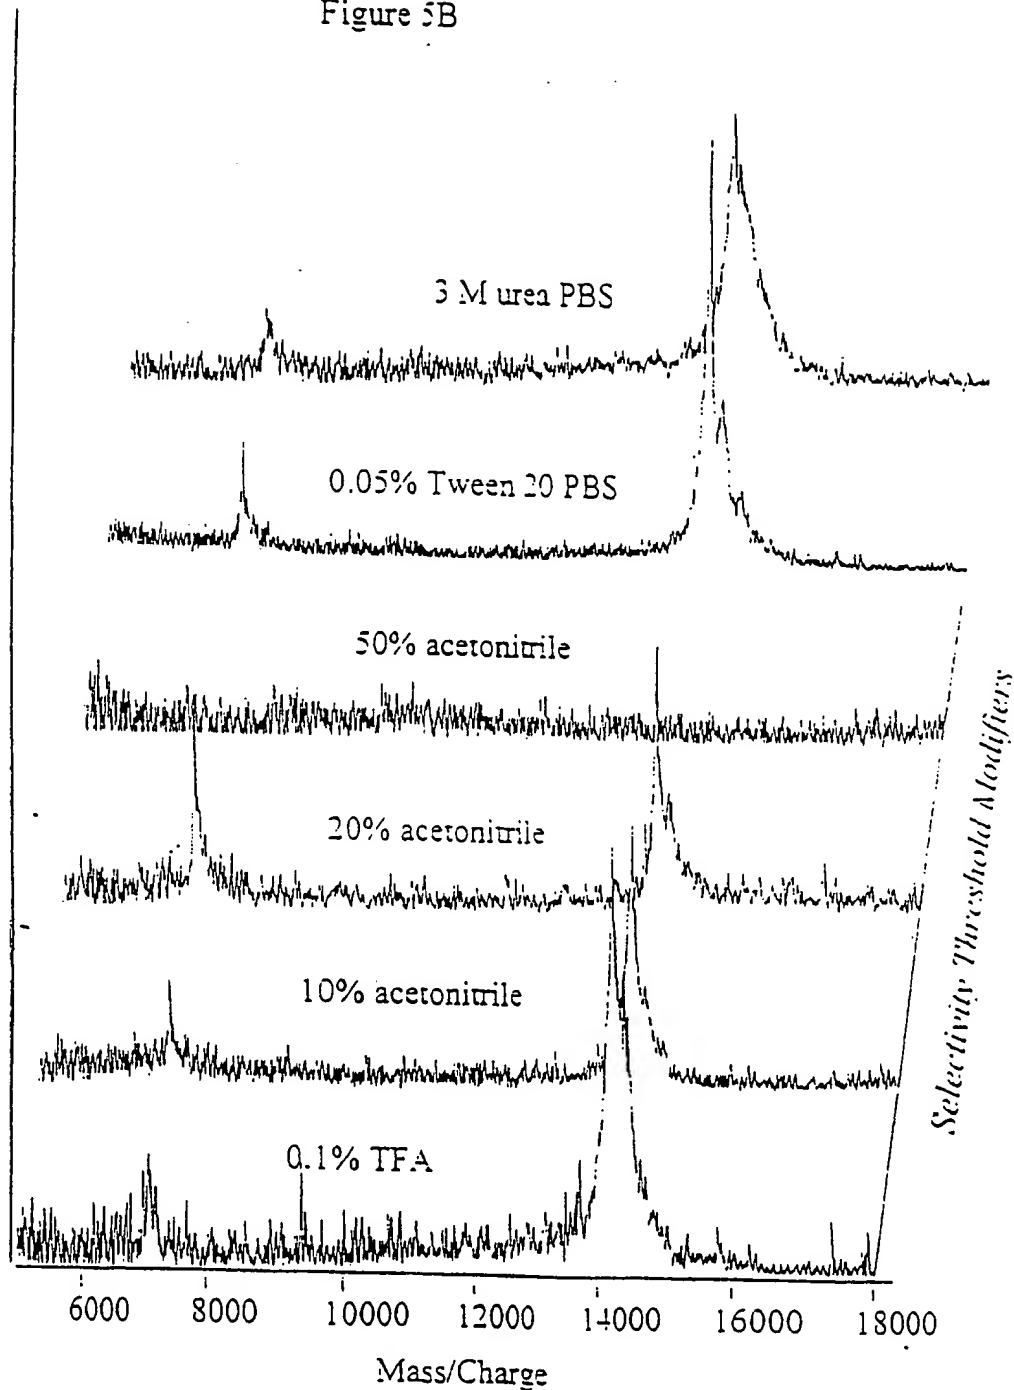 Figure 5B
3 M urea PBS
0.05% Tween 20 PBS
50% acetonitrile
20% acetonitrile
10% acetonitrile
0.1% TFA
Selectivity Threshold Modifiers
6000 8000 10000 12000 14000 16000 18000
Mass/Charge